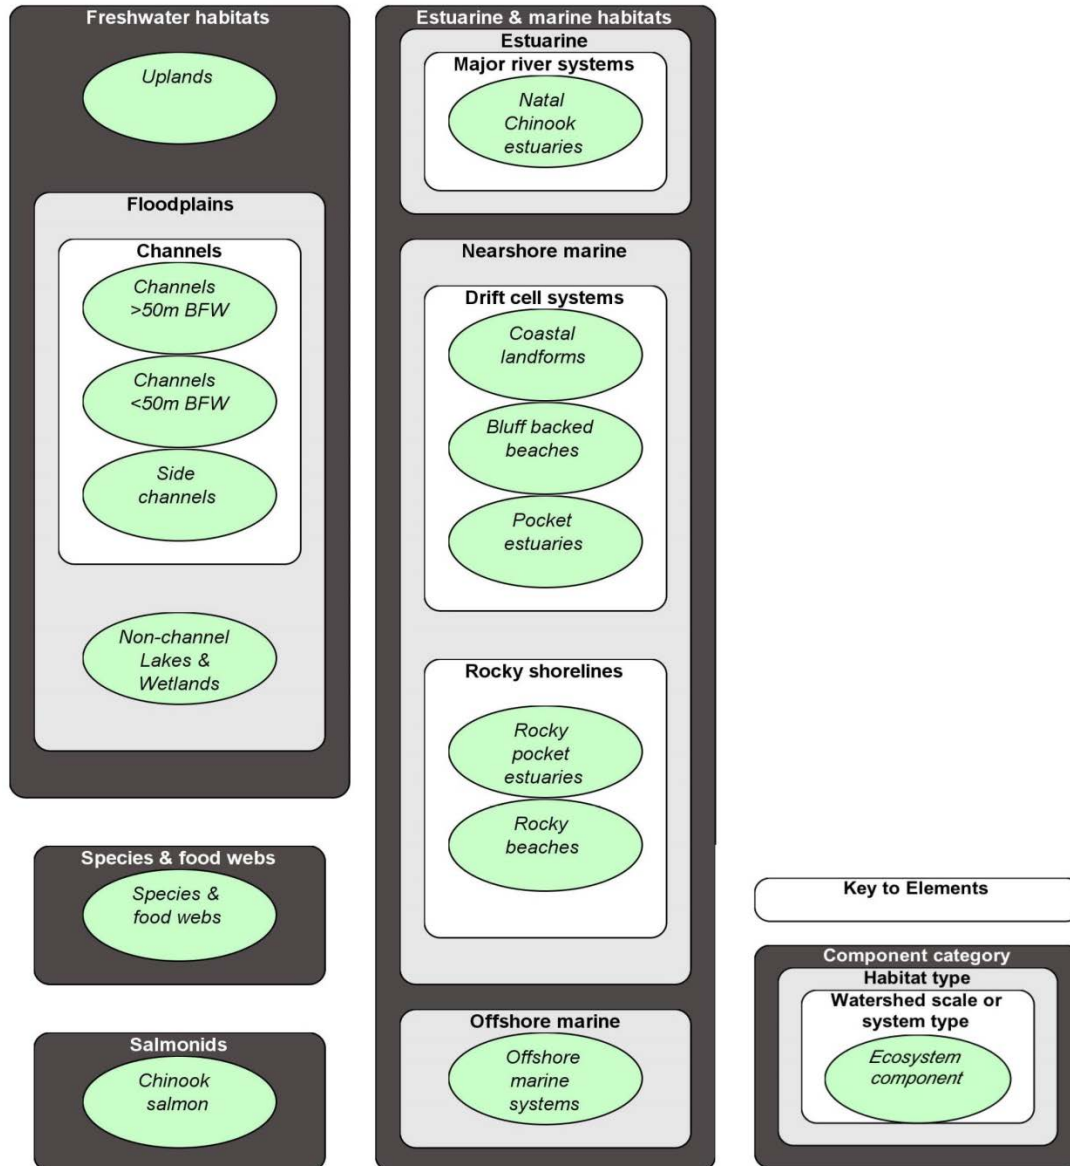 Freshwater habitats
Uplands
Floodplains
Channels
Channels
>50m BFW
Channels
<50m BFW
Side
channels
Non-channel
Lakes &
Wetlands
Species & food webs
Species &
food webs
Salmonids
Chinook
salmon
Estuarine & marine habitats
Estuarine
Major river systems
Natal
Chinook
estuaries
Nearshore marine
Drift cell systems
Coastal
landforms
Bluff backed
beaches
Pocket
estuaries
Rocky shorelines
Rocky
pocket
estuaries
Rocky
beaches
Offshore marine
Offshore
marine
systems
Key to Elements
Component category
Habitat type
Watershed scale or
system type
Ecosystem
component